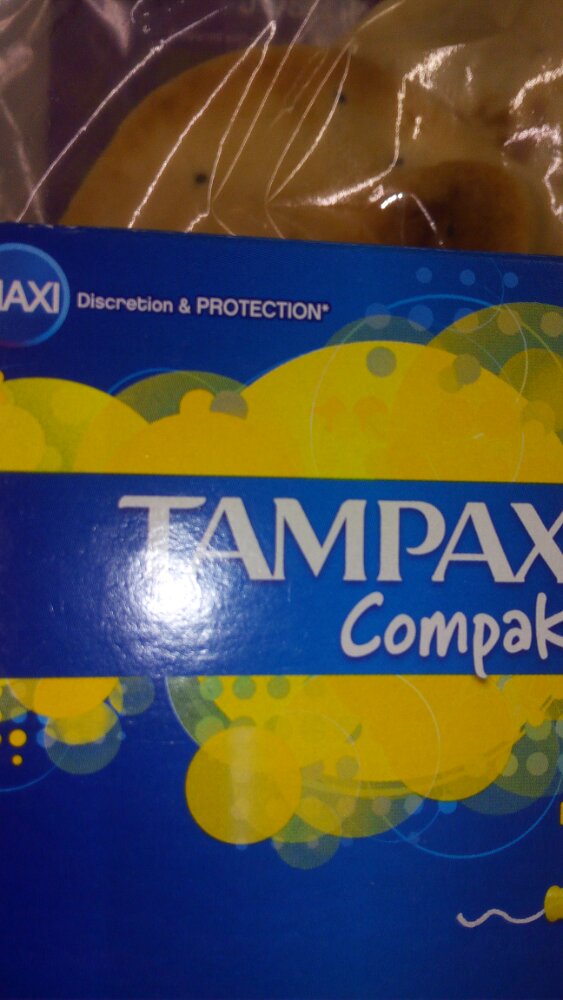 AXI
Discretion & PROTECTION*
TAMPAX
Compak